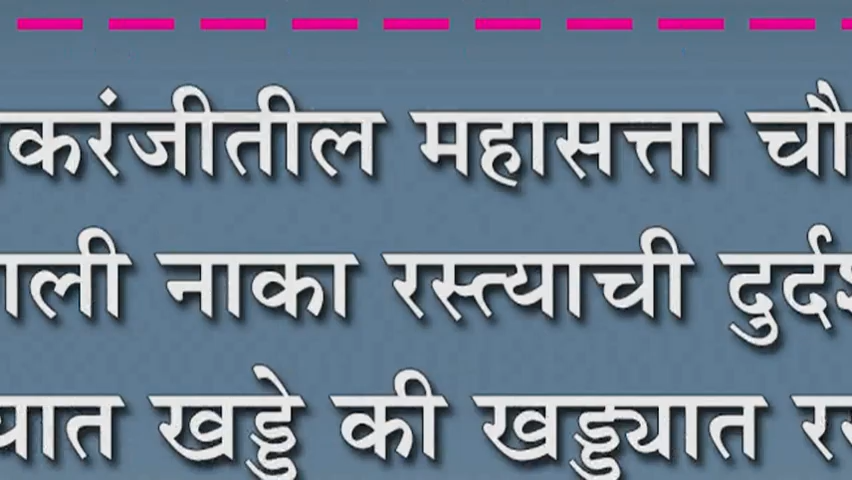 करंजीतील महासत्ता चौ
ली नाका रस्त्याची दुर्द
यात खड्डे की खड्ड्यात र